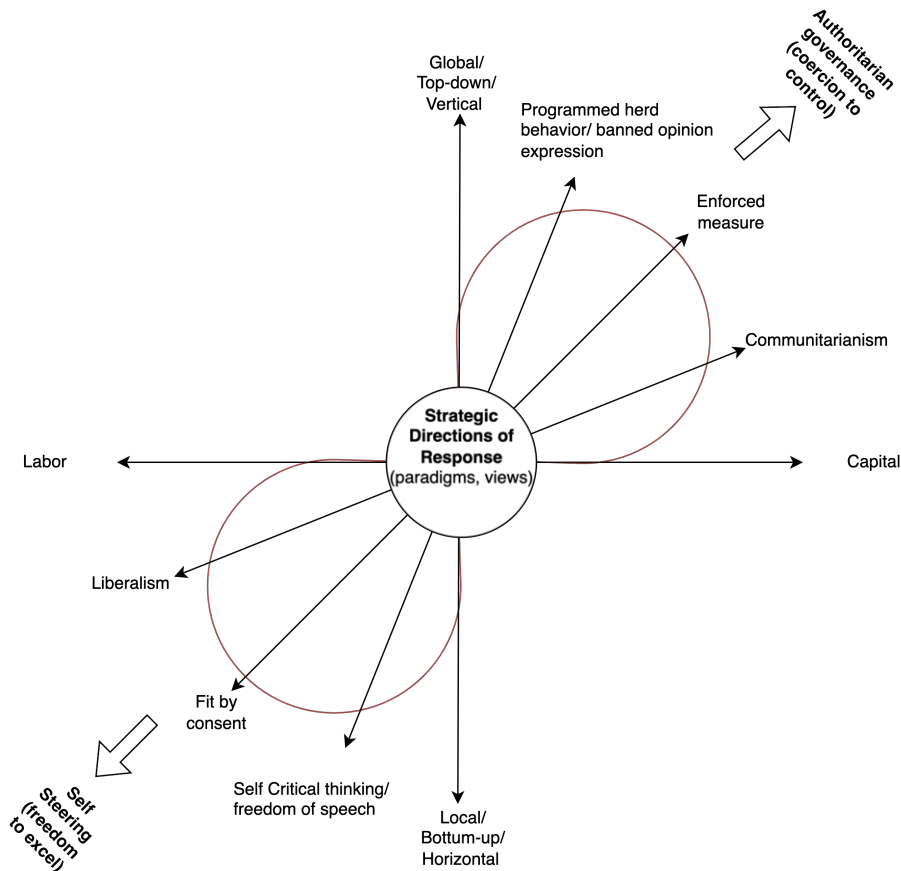 Authoritarian
governance
(coercion to
control)
Global/
Top-down/
Vertical
Programmed herd
behavior/ banned opinion
expression
Enforced
measure
Communitarianism
Strategic
Directions of
Response
(paradigms, views)
Labor
Capital
Liberalism
Fit by
consent
Self Critical thinking/
freedom of speech
Local/
Bottum-up/
Horizontal
Self
Steering
(freedom
to excel)